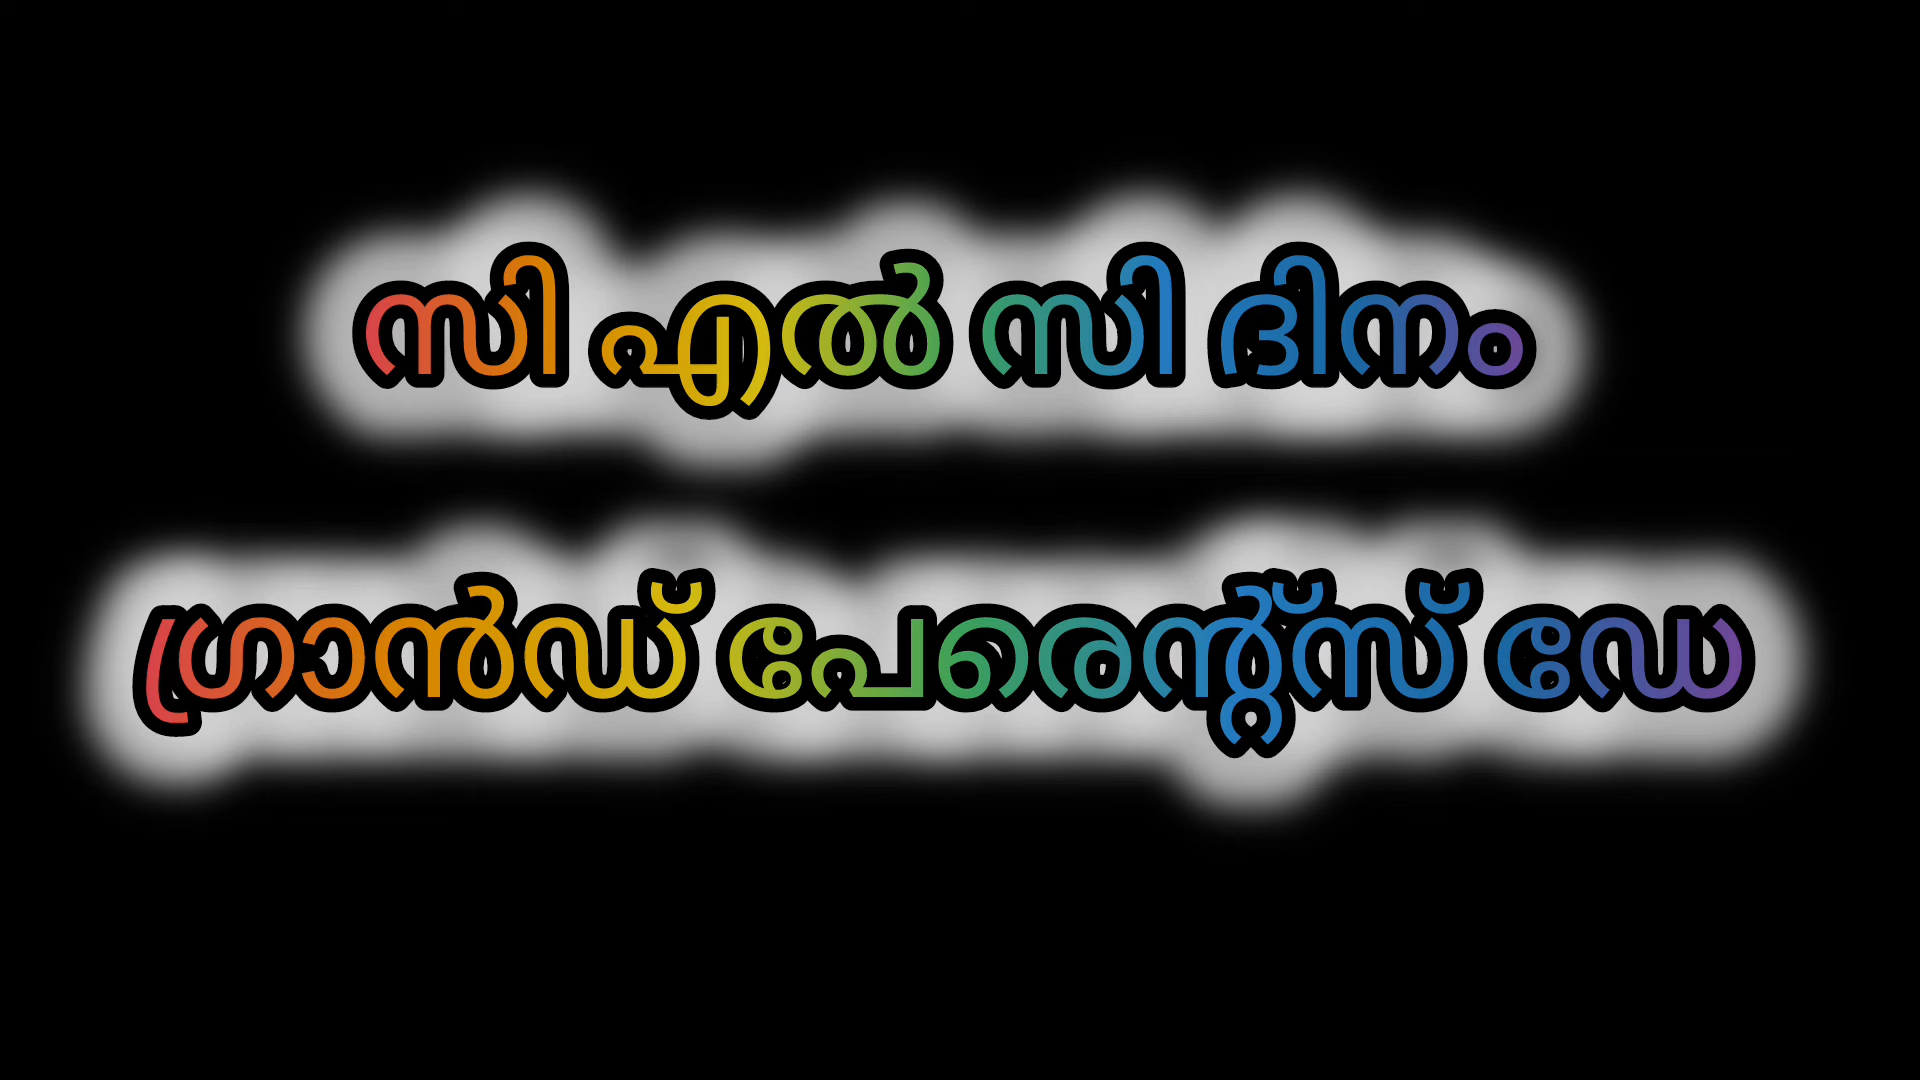 സി എൽ സി ദിനം
ഗ്രാൻഡ് പേരെന്റ്സ് ഡേ